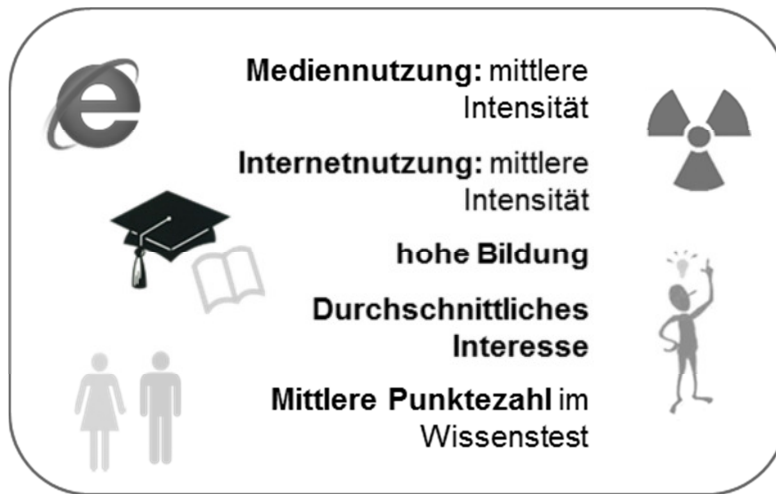 Mediennutzung: mittlere
Intensität
Internetnutzung: mittlere
Intensität
hohe Bildung
Durchschnittliches
Interesse
Mittlere Punktezahl im
Wissenstest